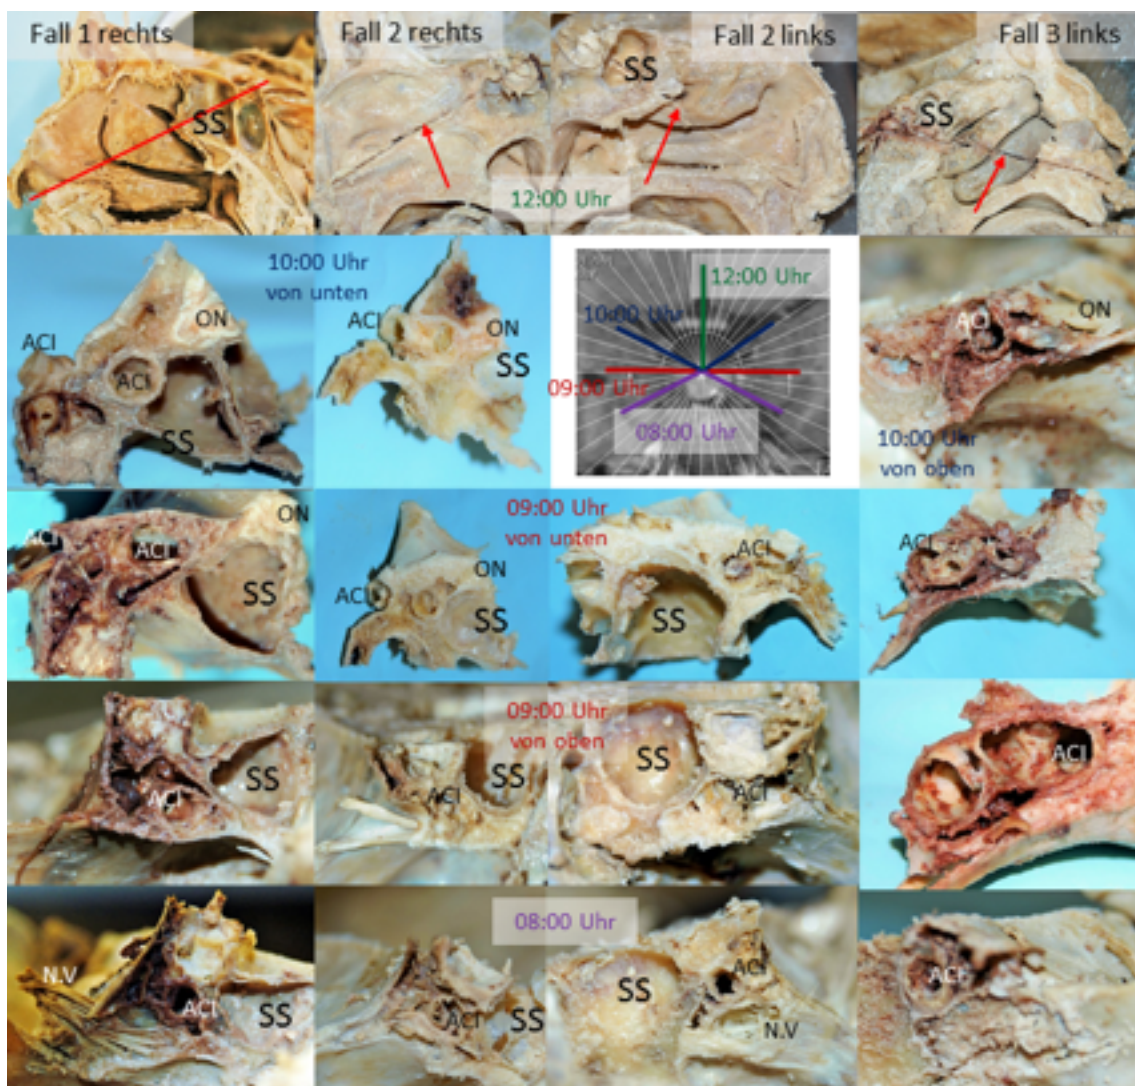 Fall 1 rechts
Fall 2 rechts
Fall 2 links
Fall 3 links
SS
SS
SS
12:00 Uhr
10:00 Uhr
von unten
ACI
ACI
ON
SS
ACI
ON
SS
12:00 Uhr
10:00 Uhr
09:00 Uhr
08:00 Uhr
ACI
ON
10:00 Uhr
von oben
ACI
ACI
ON
SS
09:00 Uhr
von unten
ACI
ON
SS
ACI
SS
ACI
ACI
SS
09:00 Uhr
von oben
ACI
SS
SS
ACI
ACI
N.V
ACI
SS
08:00 Uhr
ACI
SS
SS
ACI
N.V
ACI